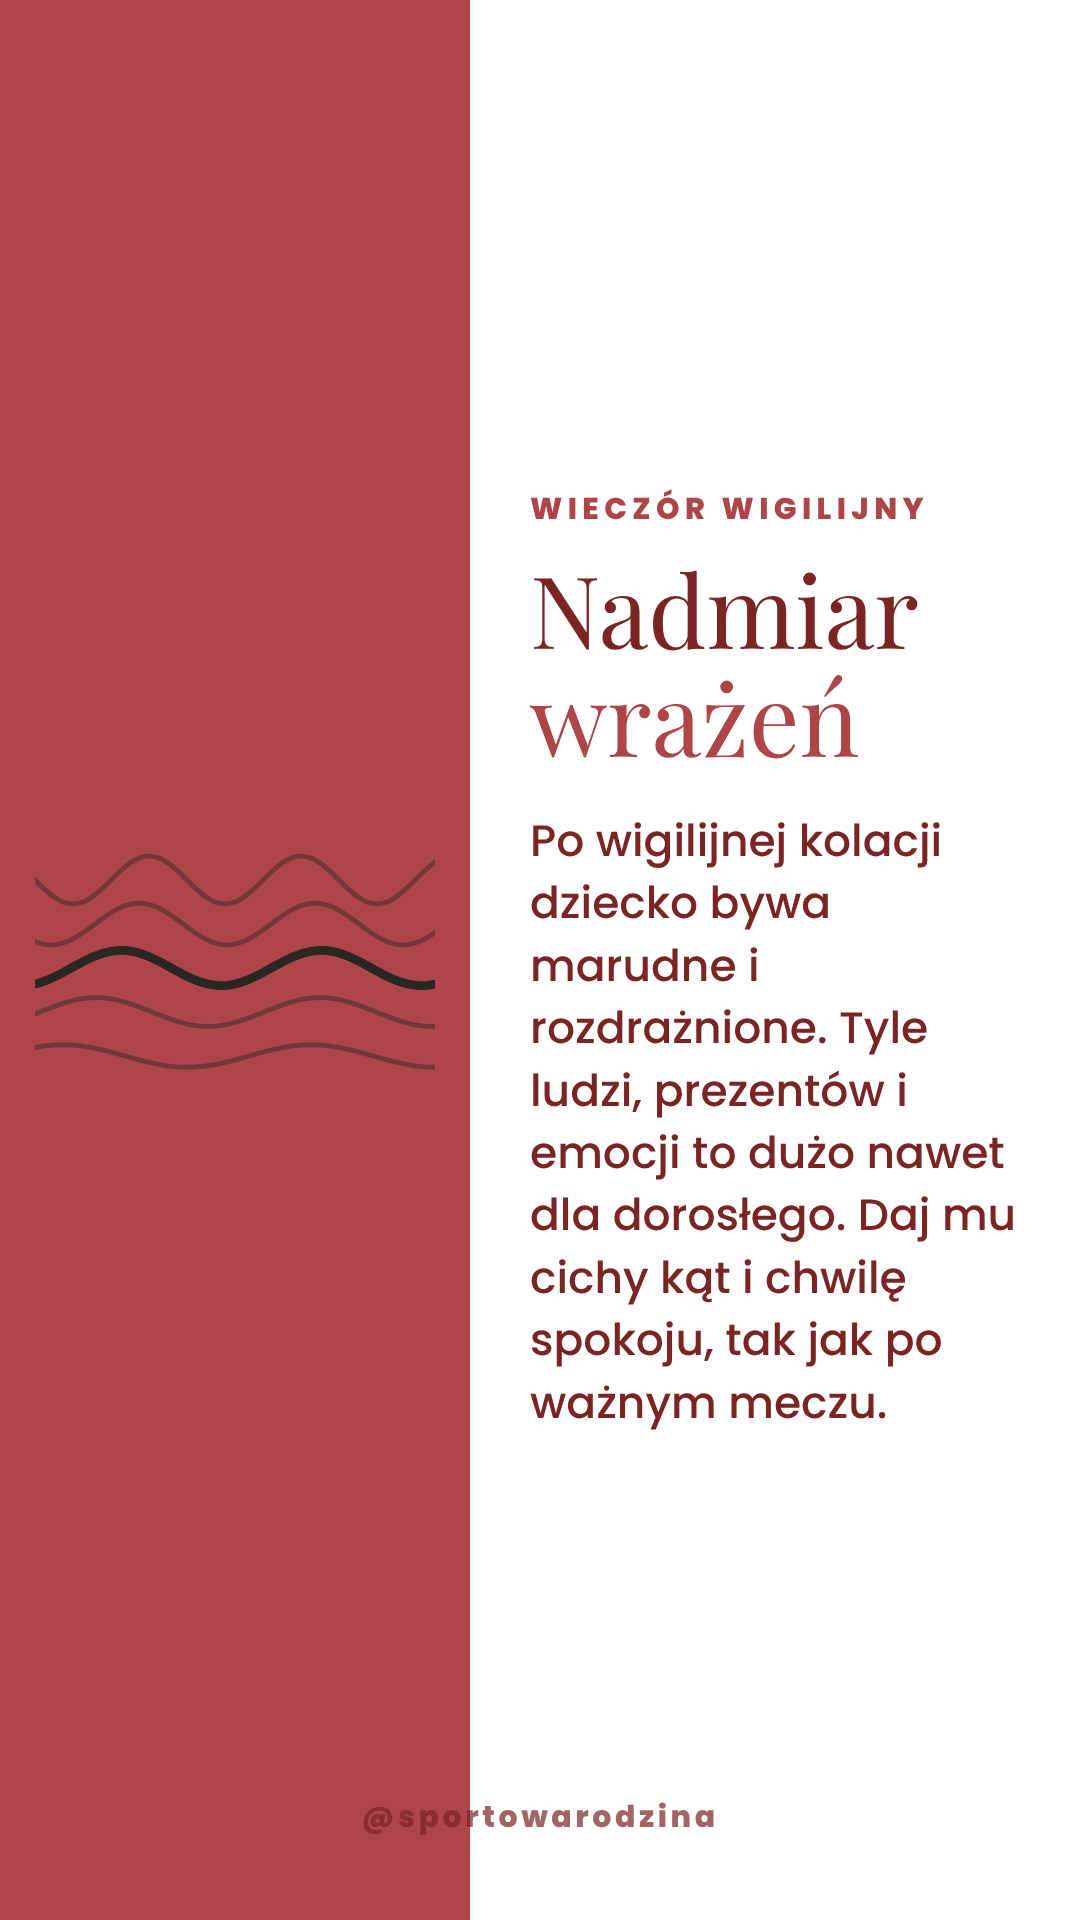 WIECZÓR WIGILIJNY
Nadmiar
wrażeń
Po wigilijnej kolacji
dziecko bywa
marudne i
rozdrażnione. Tyle
ludzi, prezentów i
emocji to dużo nawet
dla dorosłego. Daj mu
cichy kąt i chwilę
spokoju, tak jak po
ważnym meczu.
@sportowarodzina